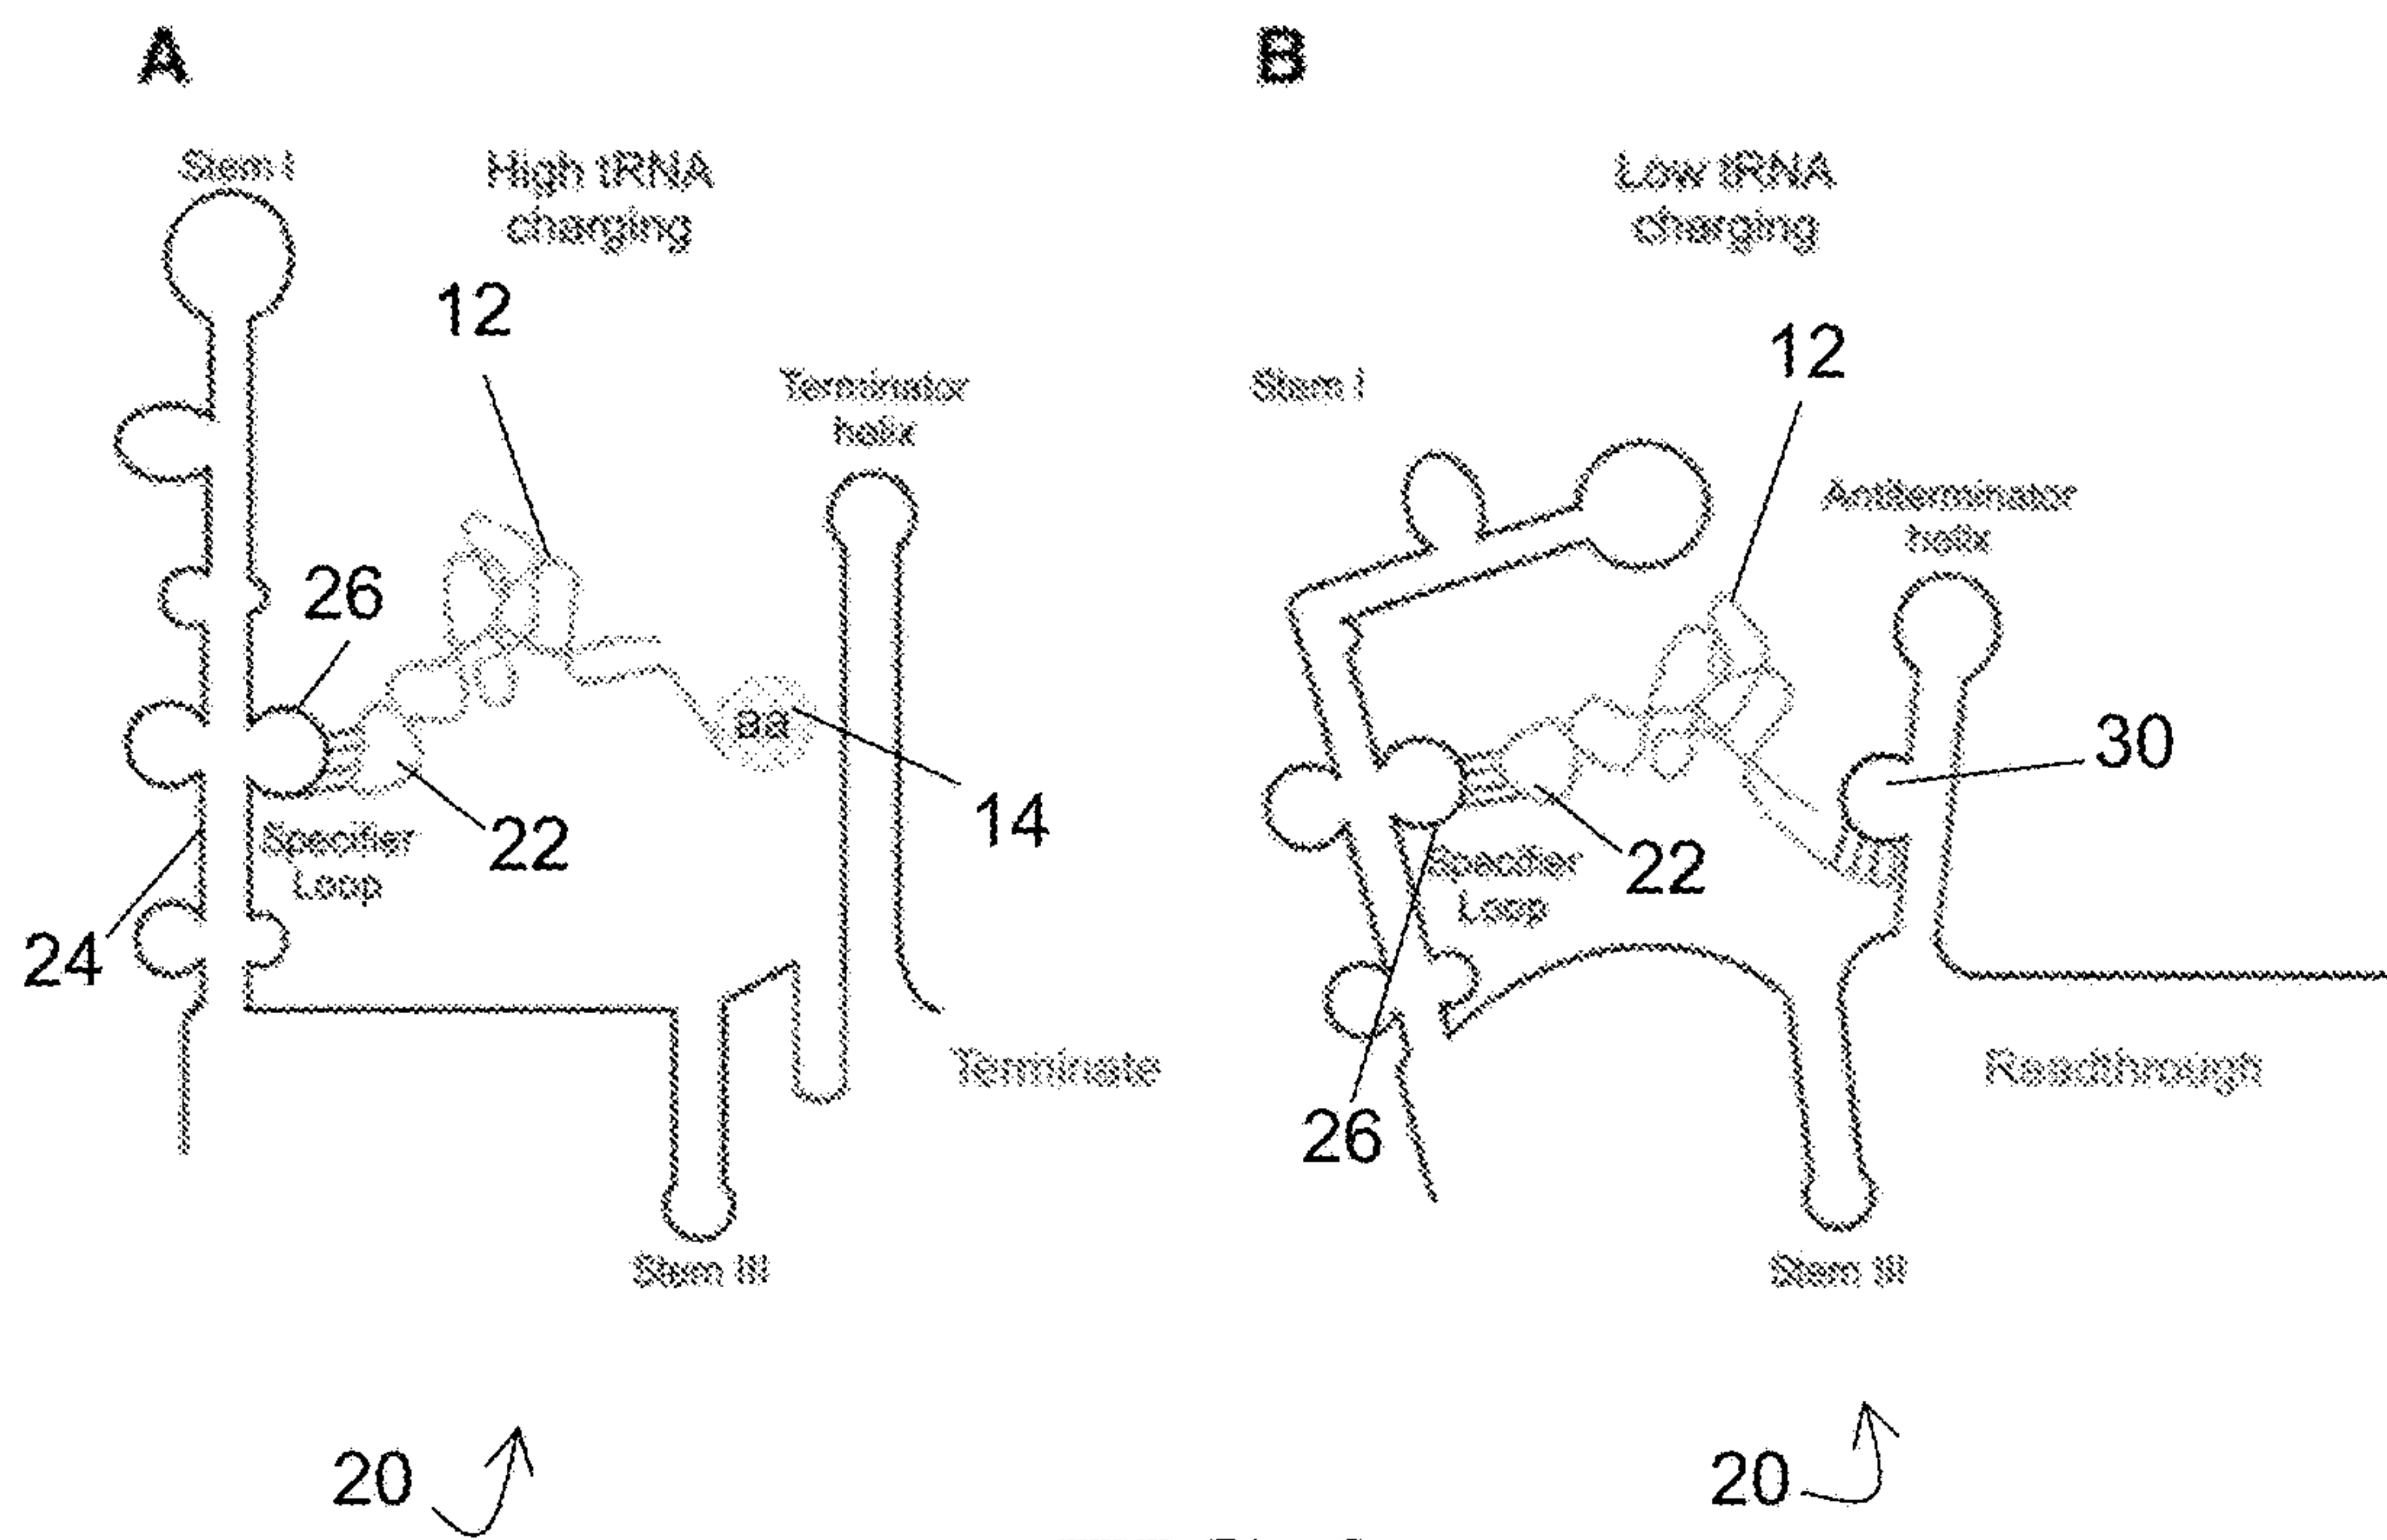 A
Stem I
High tRNA
charging
12
Terminator
helix
26
aa
14
22
Specifier
Loop
24
Terminate
Stem III
20
B
Low tRNA
charging
12
Stem I
Antiterminator
helix
30
22
Specifier
Loop
26
Readthrough
Stem III
20